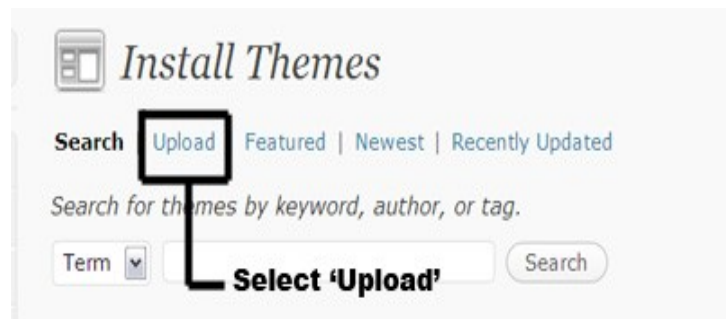 Install Themes
Search | Upload | Featured | Newest | Recently Updated
Search for themes by keyword, author, or tag.
Term Search
Select ‘Upload’